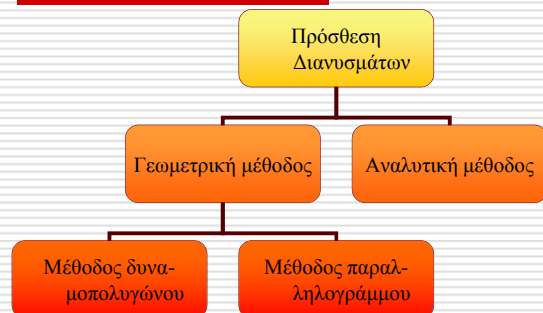 Πρόσθεση
Διανυσμάτων
Γεωμετρική μέθοδος
Αναλυτική μέθοδος
Μέθοδος δυνα-
μοπολυγώνου
Μέθοδος παραλ-
ληλογράμμου